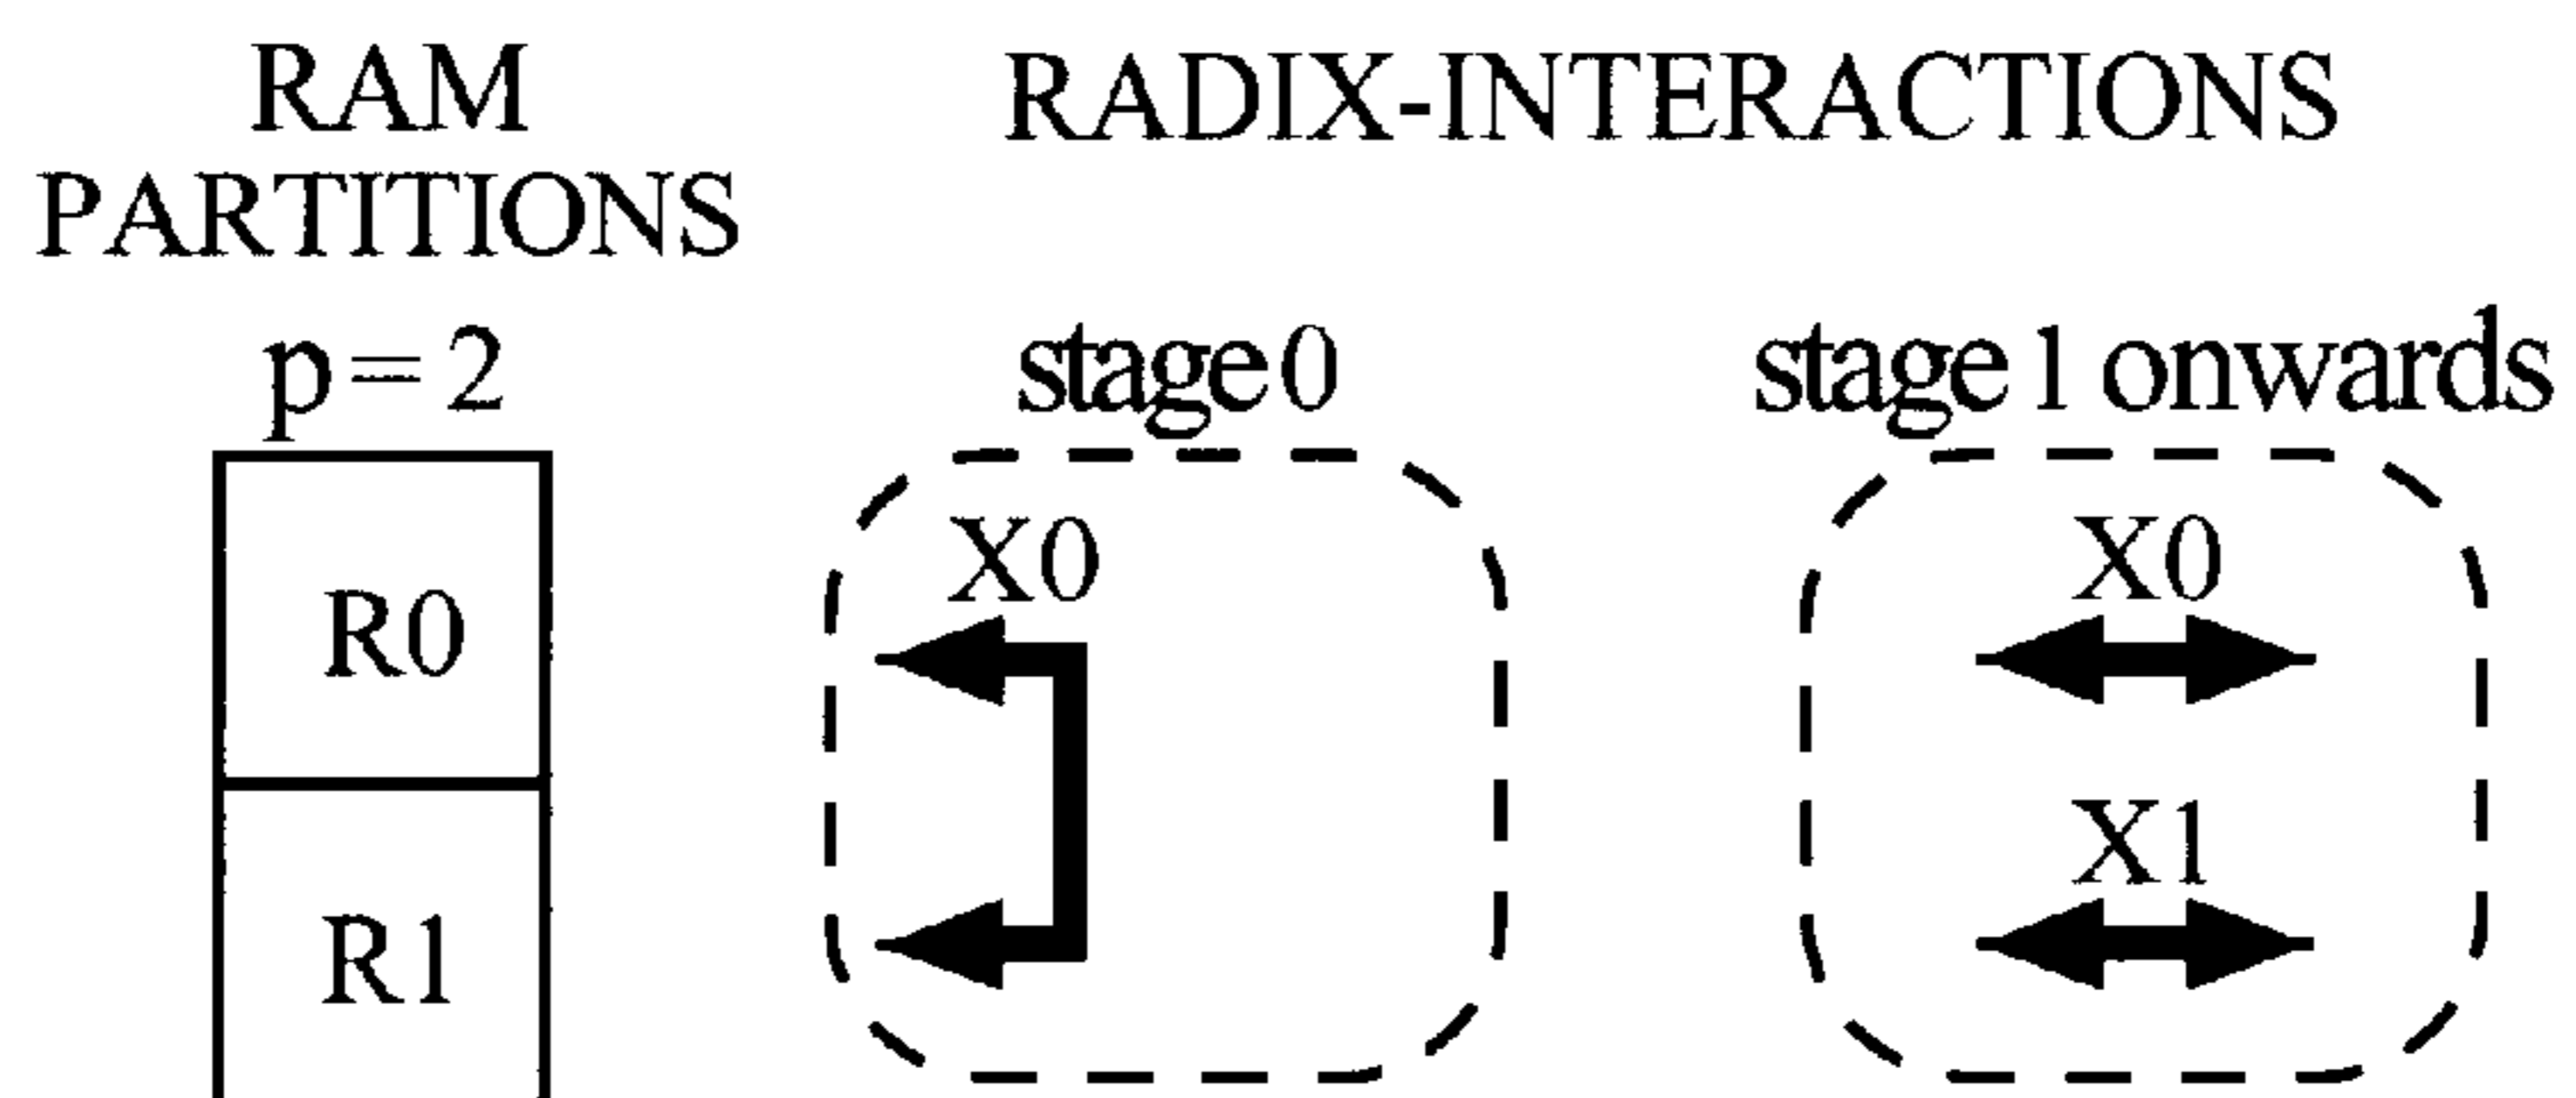 RAM
PARTITIONS
RADIX-INTERACTIONS
p = 2
stage 0
stage 1 onwards
R0
R1
X0
X0
X1